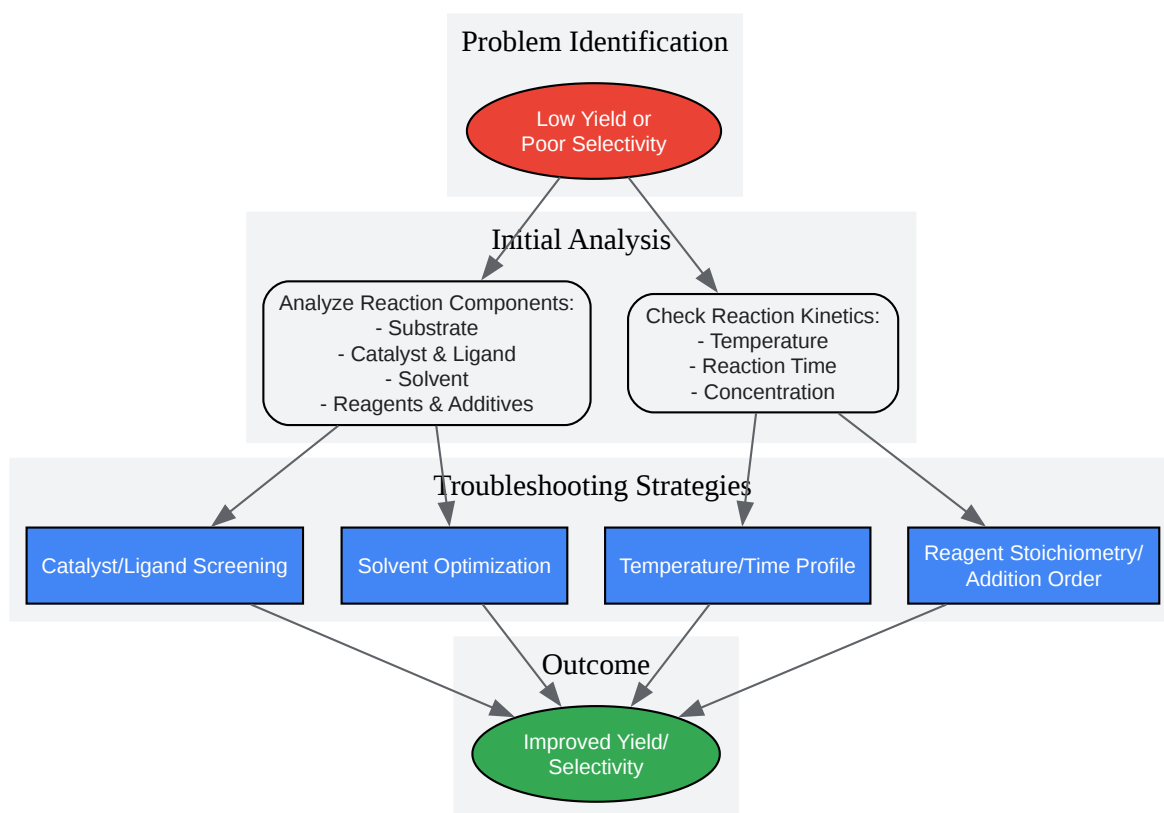 Problem Identification
Low Yield or
Poor Selectivity
Initial Analysis
Analyze Reaction Components:
- Substrate
- Catalyst & Ligand
- Solvent
- Reagents & Additives
Check Reaction Kinetics:
- Temperature
- Reaction Time
- Concentration
Troubleshooting Strategies
Catalyst/Ligand Screening
Solvent Optimization
Temperature/Time Profile
Reagent Stoichiometry/
Addition Order
Outcome
Improved Yield/
Selectivity